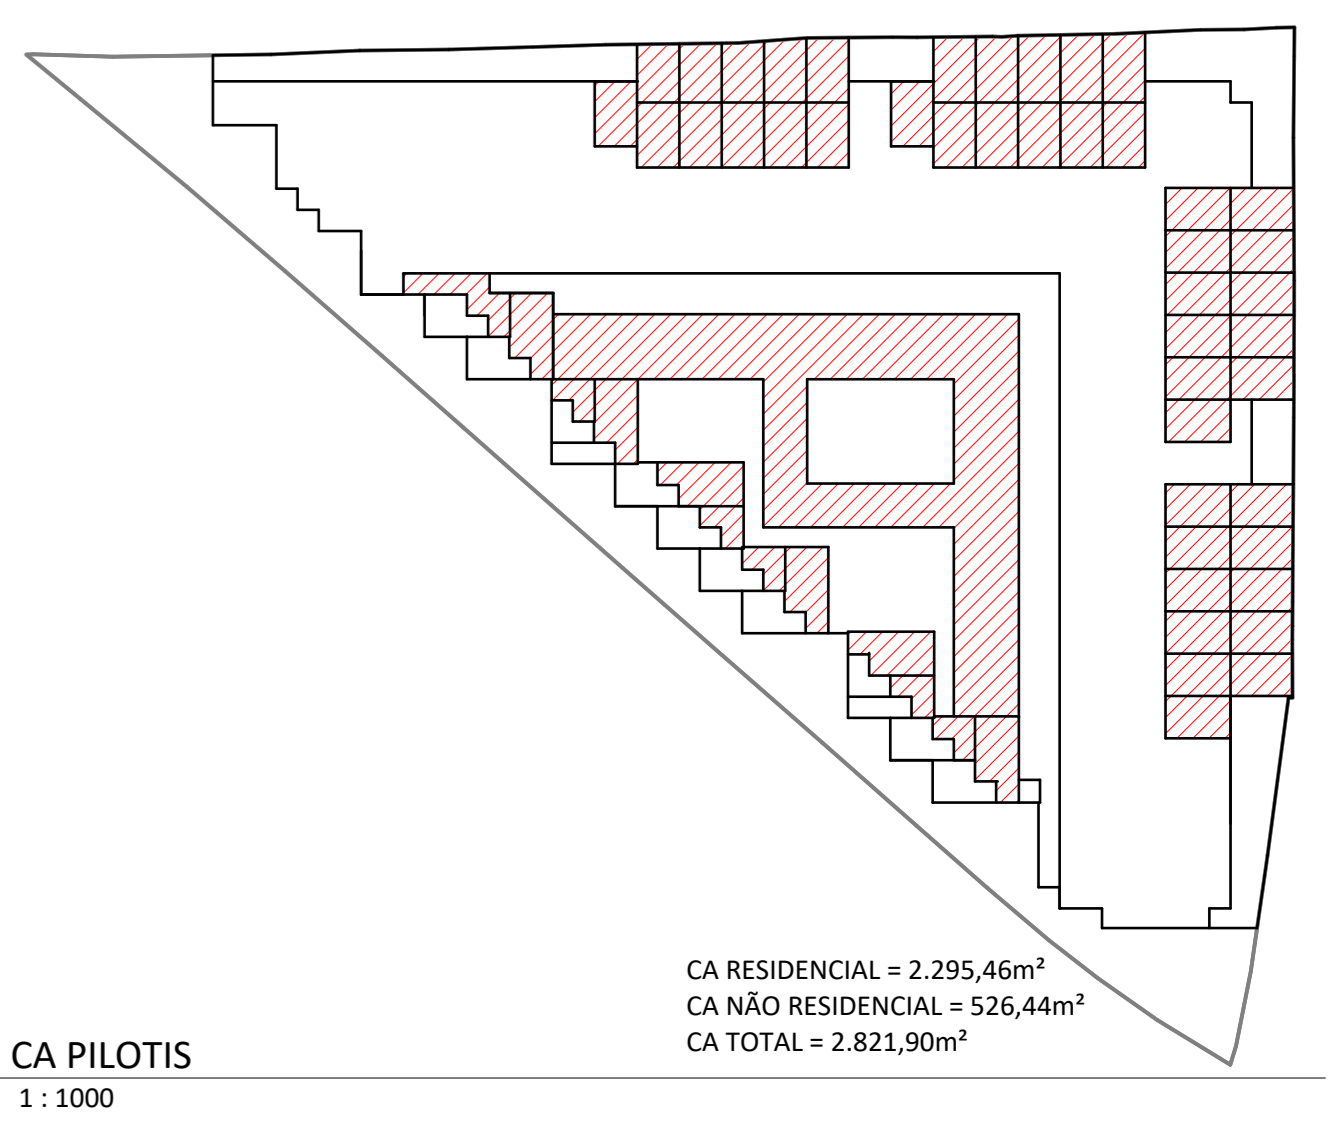 CA RESIDENCIAL = 2.295,46m²
CA NÃO RESIDENCIAL = 526,44m²
CA TOTAL = 2.821,90m²
CA PILOTIS
1 : 1000